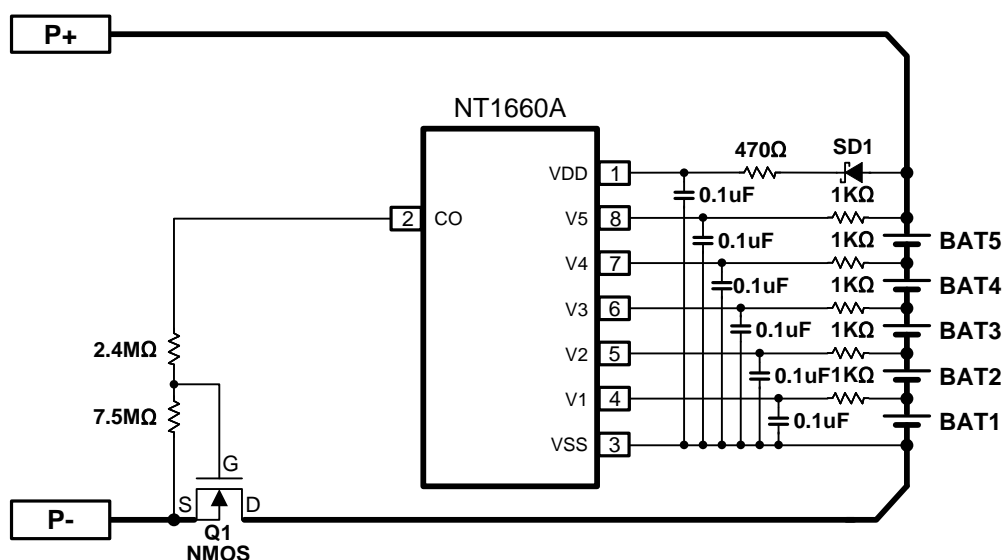 P+
NT1660A
470Ω
SD1
VDD 1
0.1uF
1KΩ
2 CO
V5 8
0.1uF
1KΩ
BAT5
V4 7
0.1uF
1KΩ
BAT4
V3 6
0.1uF
1KΩ
BAT3
2.4MΩ
V2 5
0.1uF
1KΩ
BAT2
7.5MΩ
V1 4
0.1uF
BAT1
VSS 3
G
S
D
P-
Q1
NMOS